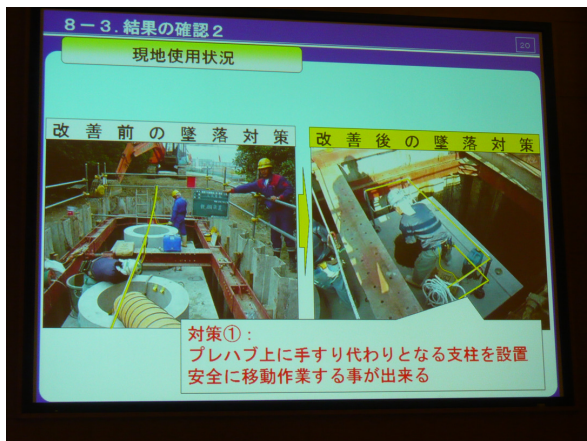 8－3．結果の確認2
20
現地使用状況
改善前の墜落対策
改善後の墜落対策
対策①：
プレハブ上に手すり代わりとなる支柱を設置
安全に移動作業する事が出来る